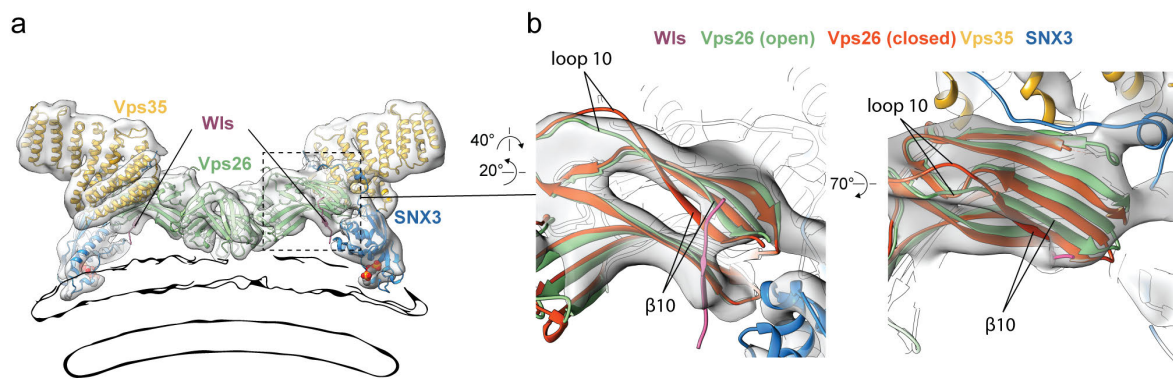 a
Vps35
Wls
Vps26
SNX3
b
Wls Vps26 (open) Vps26 (closed) Vps35 SNX3
loop 10
40°
20°
β10
70°
loop 10
β10